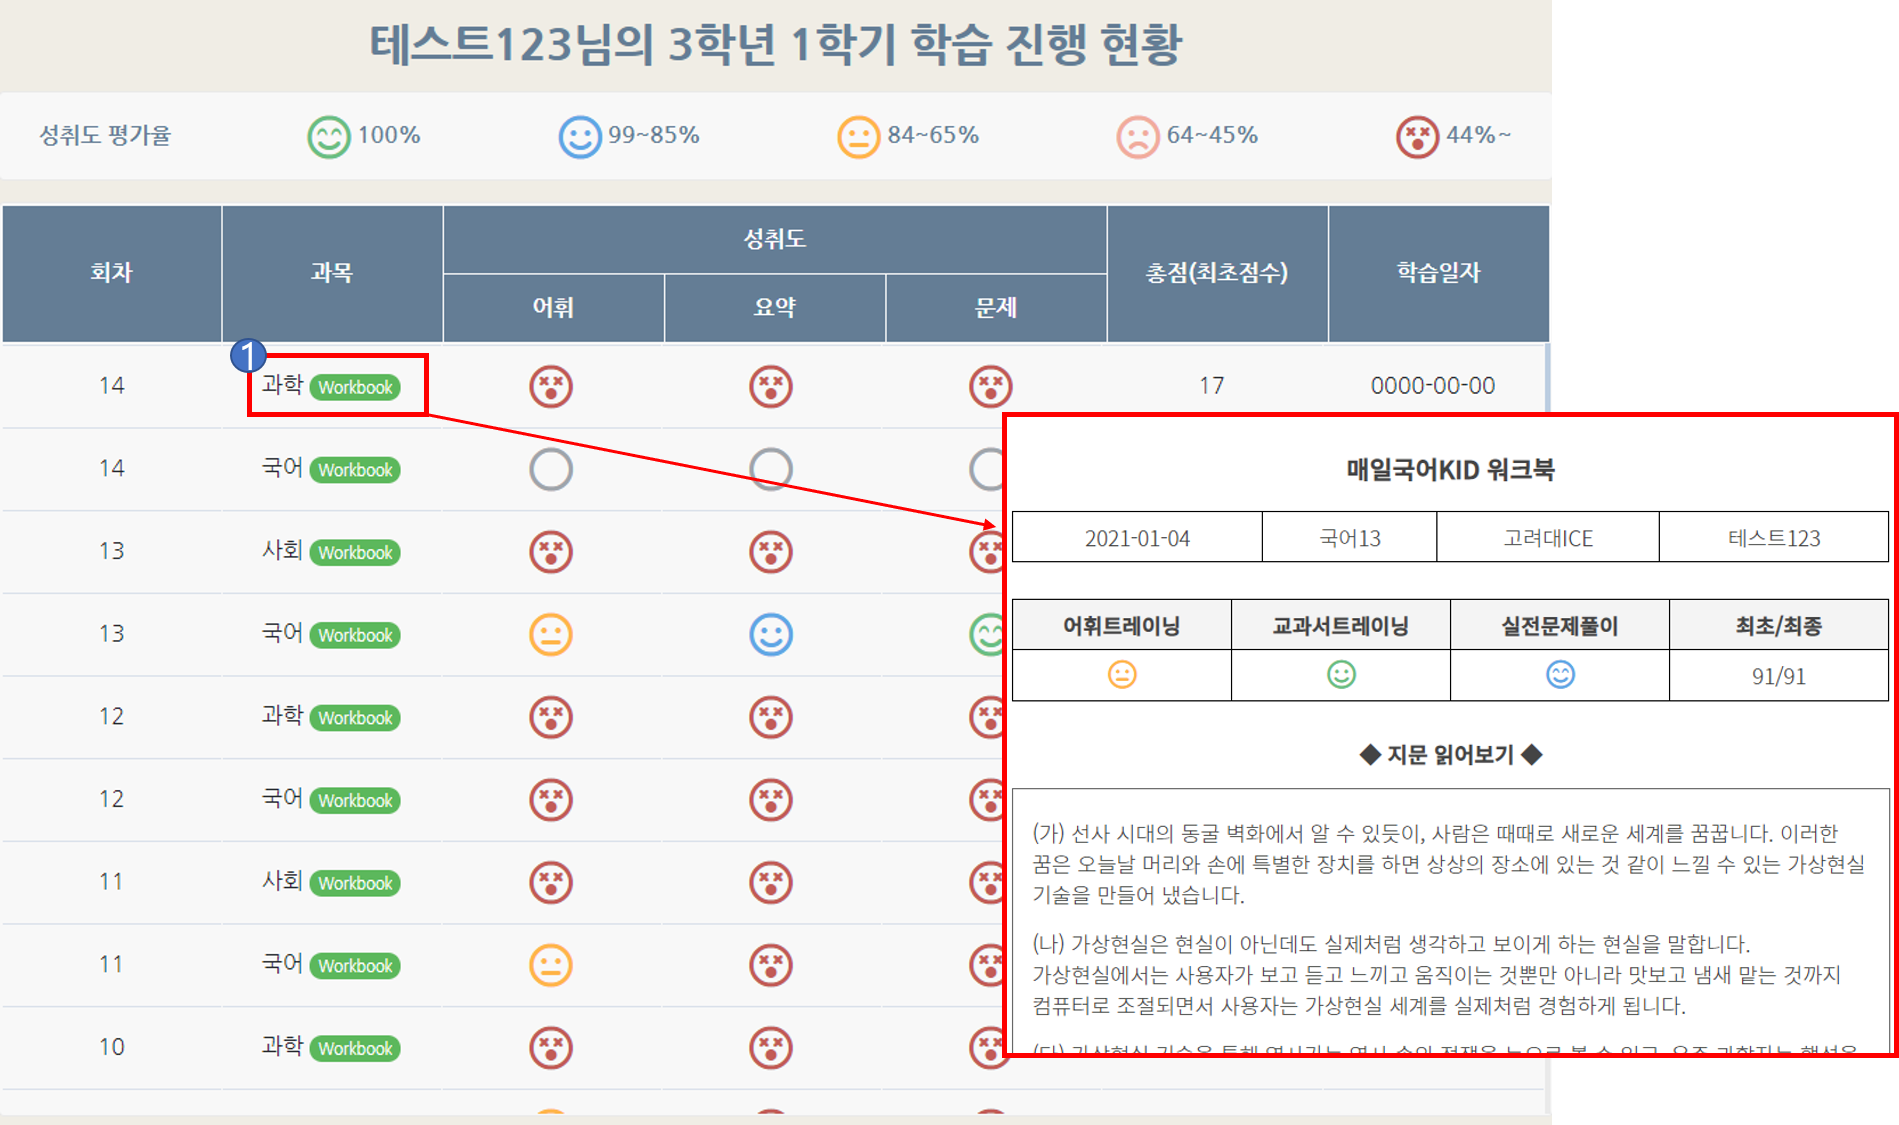 테스트123님의 3학년 1학기 학습 진행 현황
성취도 평가율 100% 99~85% 84~65% 64~45% 44%~
회차 과목 성취도 총점(최초점수) 학습일자
어휘 요약 문제
1
14 과학 Workbook 17 0000-00-00
14 국어 Workbook
13 사회 Workbook
13 국어 Workbook
12 과학 Workbook
12 국어 Workbook
11 사회 Workbook
11 국어 Workbook
10 과학 Workbook
매일국어KID 워크북
2021-01-04 국어13 고려대ICE 테스트123
어휘트레이닝 교과서트레이닝 실전문제풀이 최초/최종
91/91
◆ 지문 읽어보기 ◆
(가) 선사 시대의 동굴 벽화에서 알 수 있듯이, 사람은 때때로 새로운 세계를 꿈꿉니다. 이러한
꿈은 오늘날 머리와 손에 특별한 장치를 하면 상상의 장소에 있는 것 같이 느낄 수 있는 가상현실
기술을 만들어 냈습니다.
(나) 가상현실은 현실이 아닌데도 실제처럼 생각하고 보이게 하는 현실을 말합니다.
가상현실에서는 사용자가 보고 듣고 느끼고 움직이는 것뿐만 아니라 맛보고 냄새 맡는 것까지
컴퓨터로 조절되면서 사용자는 가상현실 세계를 실제처럼 경험하게 됩니다.